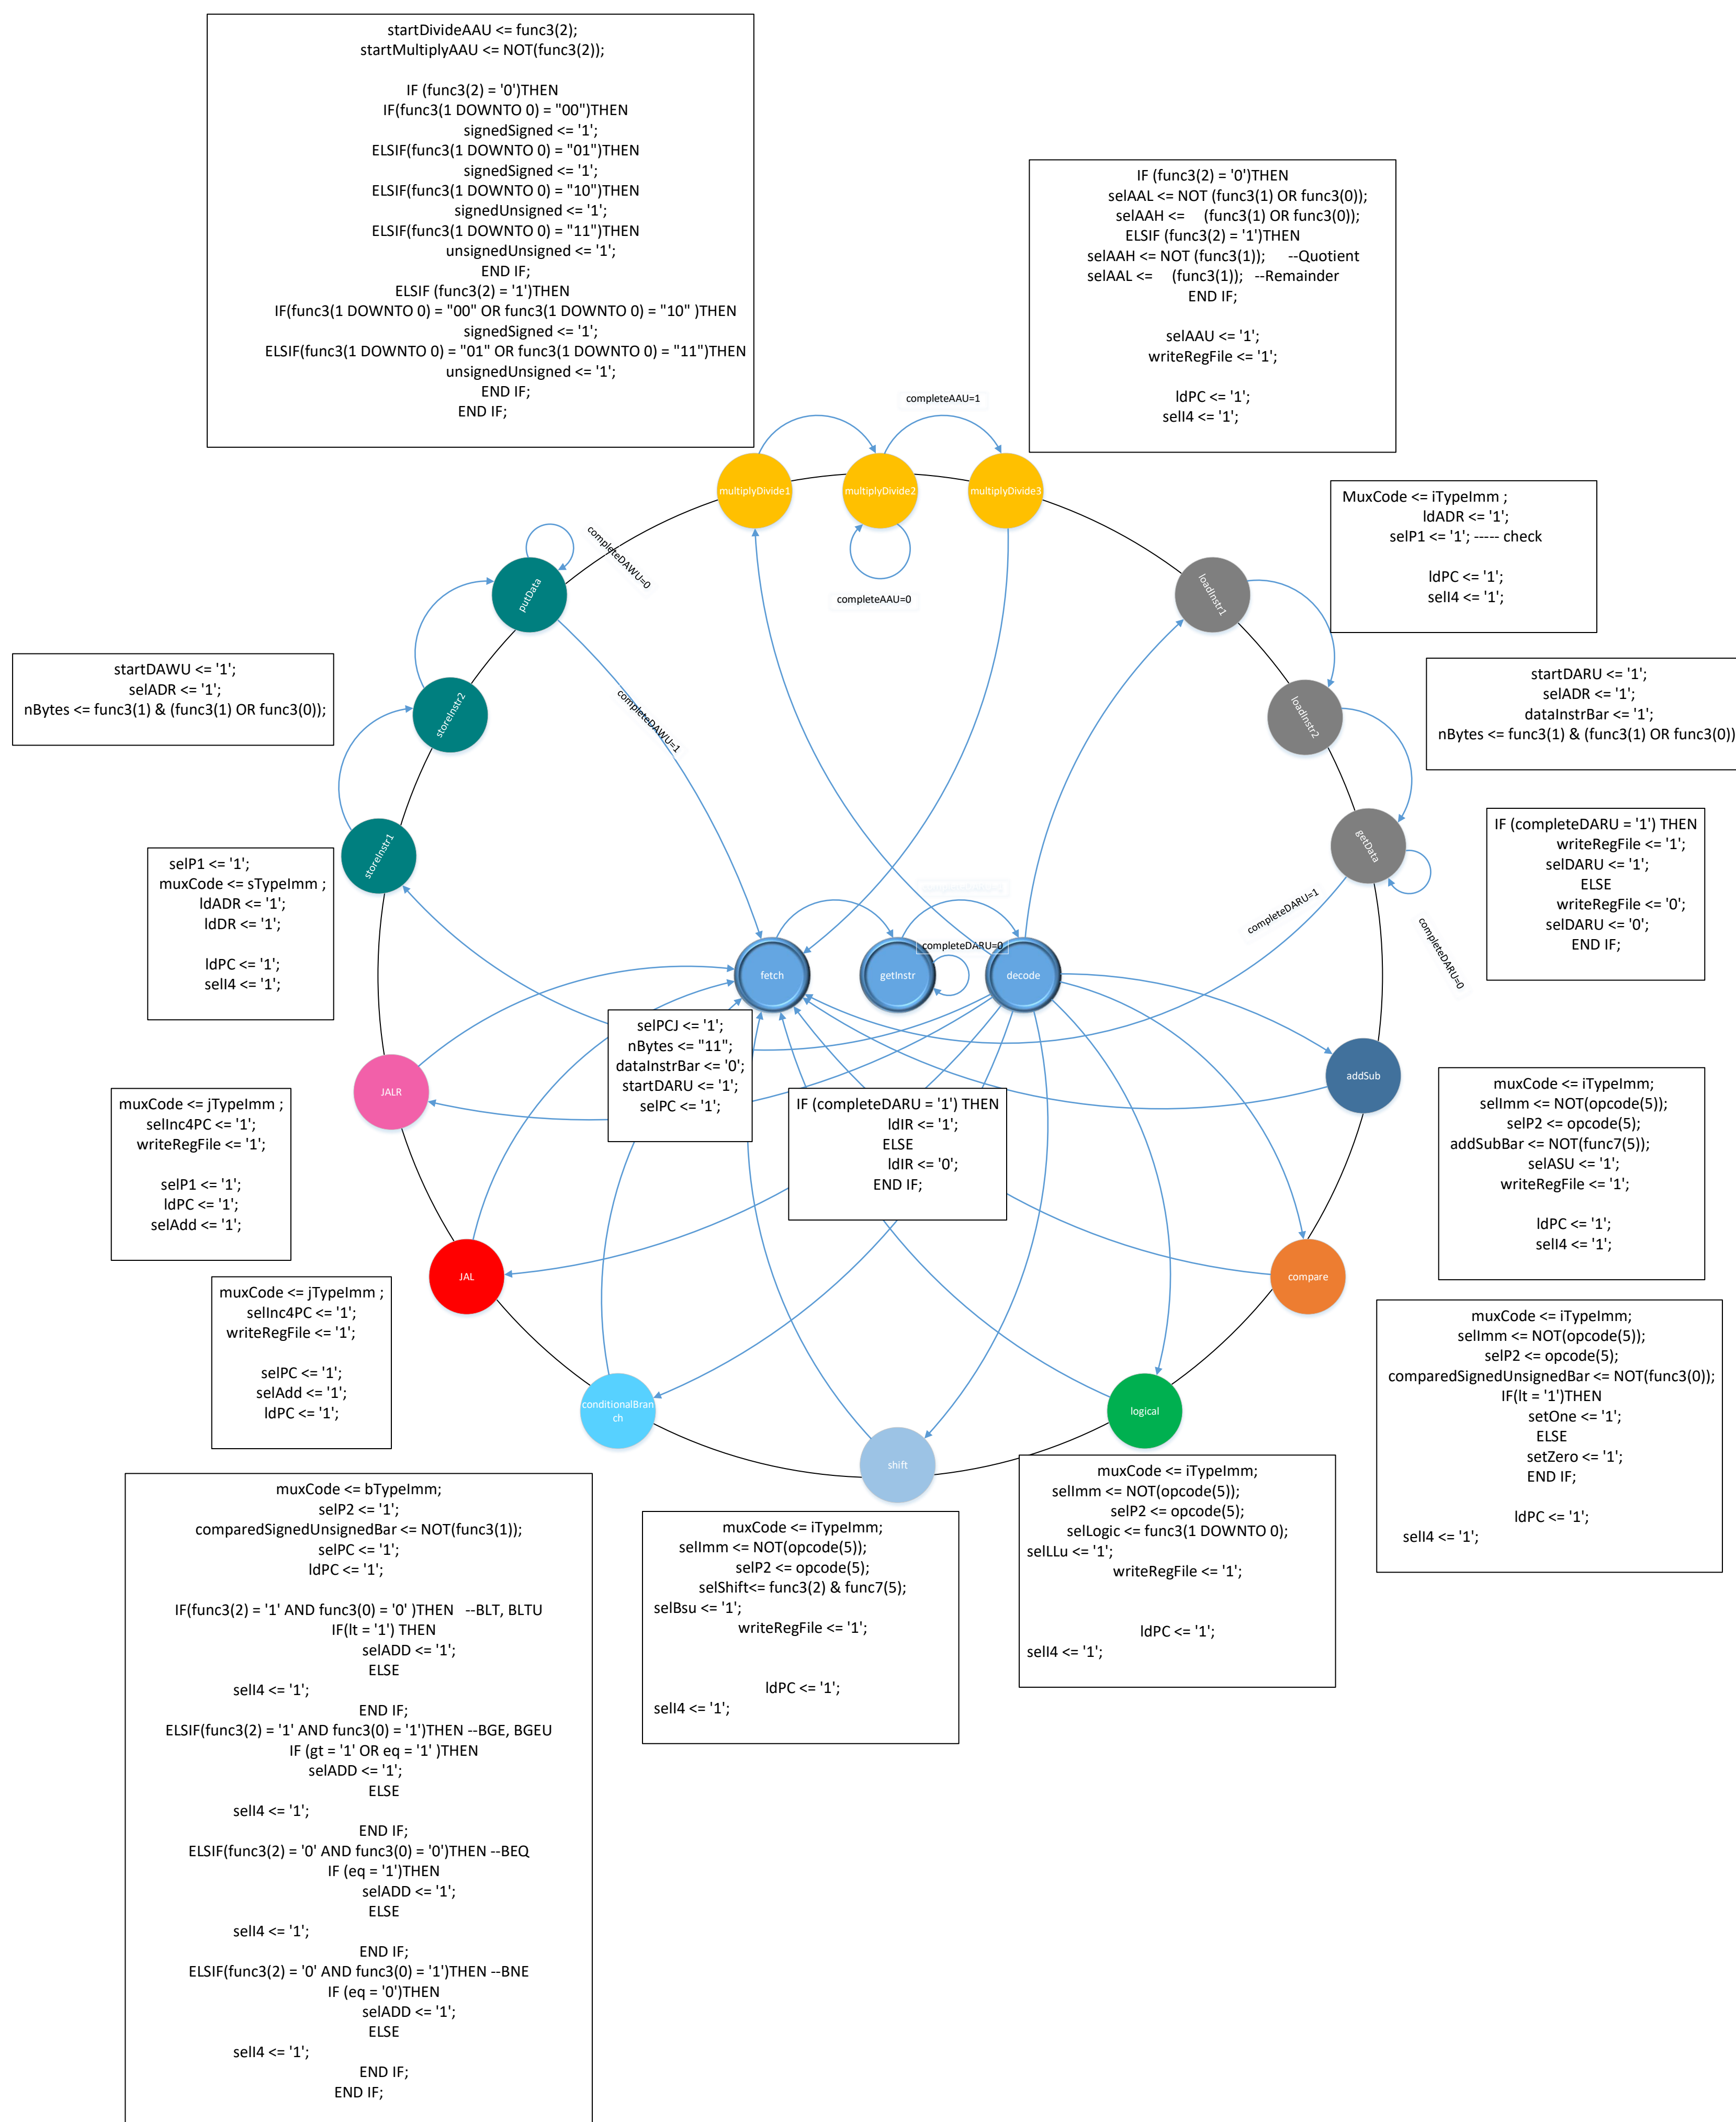 startDivideAAU <= func3(2);
startMultiplyAAU <= NOT(func3(2));
IF (func3(2) = '0')THEN
IF(func3(1 DOWNTO 0) = "00")THEN
signedSigned <= '1';
ELSIF(func3(1 DOWNTO 0) = "01")THEN
signedSigned <= '1';
ELSIF(func3(1 DOWNTO 0) = "10")THEN
signedUnsigned <= '1';
ELSIF(func3(1 DOWNTO 0) = "11")THEN
unsignedUnsigned <= '1';
END IF;
ELSIF (func3(2) = '1')THEN
IF(func3(1 DOWNTO 0) = "00" OR func3(1 DOWNTO 0) = "10" )THEN
signedSigned <= '1';
ELSIF(func3(1 DOWNTO 0) = "01" OR func3(1 DOWNTO 0) = "11")THEN
unsignedUnsigned <= '1';
END IF;
END IF;
IF (func3(2) = '0')THEN
selAAL <= NOT (func3(1) OR func3(0));
selAAH <= (func3(1) OR func3(0));
ELSIF (func3(2) = '1')THEN
selAAH <= NOT (func3(1)); --Quotient
selAAL <= (func3(1)); --Remainder
END IF;
selAAU <= '1';
writeRegFile <= '1';
ldPC <= '1';
selI4 <= '1';
completeAAU=1
multiplyDivide1
multiplyDivide2
multiplyDivide3
completeAAU=0
MuxCode <= iTypeImm ;
ldADR <= '1';
selP1 <= '1'; ----- check
ldPC <= '1';
selI4 <= '1';
completeDAWU=0
putData
loadInstr1
startDAWU <= '1';
selADR <= '1';
nBytes <= func3(1) & (func3(1) OR func3(0));
storeInstr2
completeDAWU=1
loadInstr2
startDARU <= '1';
selADR <= '1';
dataInstrBar <= '1';
nBytes <= func3(1) & (func3(1) OR func3(0))
storeInstr1
getData
IF (completeDARU = '1') THEN
writeRegFile <= '1';
selDARU <= '1';
ELSE
writeRegFile <= '0';
selDARU <= '0';
END IF;
selP1 <= '1';
muxCode <= sTypeImm ;
ldADR <= '1';
ldDR <= '1';
ldPC <= '1';
selI4 <= '1';
completeDARU=1
completeDARU=0
completeDARU=0
fetch
getInstr
decode
selPCJ <= '1';
nBytes <= "11";
dataInstrBar <= '0';
startDARU <= '1';
selPC <= '1';
IF (completeDARU = '1') THEN
ldIR <= '1';
ELSE
ldIR <= '0';
END IF;
JALR
addSub
muxCode <= jTypeImm ;
selInc4PC <= '1';
writeRegFile <= '1';
selP1 <= '1';
ldPC <= '1';
selAdd <= '1';
muxCode <= iTypeImm;
selImm <= NOT(opcode(5));
selP2 <= opcode(5);
addSubBar <= NOT(func7(5));
selASU <= '1';
writeRegFile <= '1';
ldPC <= '1';
selI4 <= '1';
JAL
compare
muxCode <= jTypeImm ;
selInc4PC <= '1';
writeRegFile <= '1';
selPC <= '1';
selAdd <= '1';
ldPC <= '1';
muxCode <= iTypeImm;
selImm <= NOT(opcode(5));
selP2 <= opcode(5);
comparedSignedUnsignedBar <= NOT(func3(0));
IF(lt = '1')THEN
setOne <= '1';
ELSE
setZero <= '1';
END IF;
ldPC <= '1';
selI4 <= '1';
conditionalBran
ch
logical
shift
muxCode <= bTypeImm;
selP2 <= '1';
comparedSignedUnsignedBar <= NOT(func3(1));
selPC <= '1';
ldPC <= '1';
IF(func3(2) = '1' AND func3(0) = '0' )THEN --BLT, BLTU
IF(lt = '1') THEN
selADD <= '1';
ELSE
selI4 <= '1';
END IF;
ELSIF(func3(2) = '1' AND func3(0) = '1')THEN --BGE, BGEU
IF (gt = '1' OR eq = '1' )THEN
selADD <= '1';
ELSE
selI4 <= '1';
END IF;
ELSIF(func3(2) = '0' AND func3(0) = '0')THEN --BEQ
IF (eq = '1')THEN
selADD <= '1';
ELSE
selI4 <= '1';
END IF;
ELSIF(func3(2) = '0' AND func3(0) = '1')THEN --BNE
IF (eq = '0')THEN
selADD <= '1';
ELSE
selI4 <= '1';
END IF;
END IF;
muxCode <= iTypeImm;
selImm <= NOT(opcode(5));
selP2 <= opcode(5);
selShift<= func3(2) & func7(5);
selBsu <= '1';
writeRegFile <= '1';
ldPC <= '1';
selI4 <= '1';
muxCode <= iTypeImm;
selImm <= NOT(opcode(5));
selP2 <= opcode(5);
selLogic <= func3(1 DOWNTO 0);
selLLu <= '1';
writeRegFile <= '1';
ldPC <= '1';
selI4 <= '1';